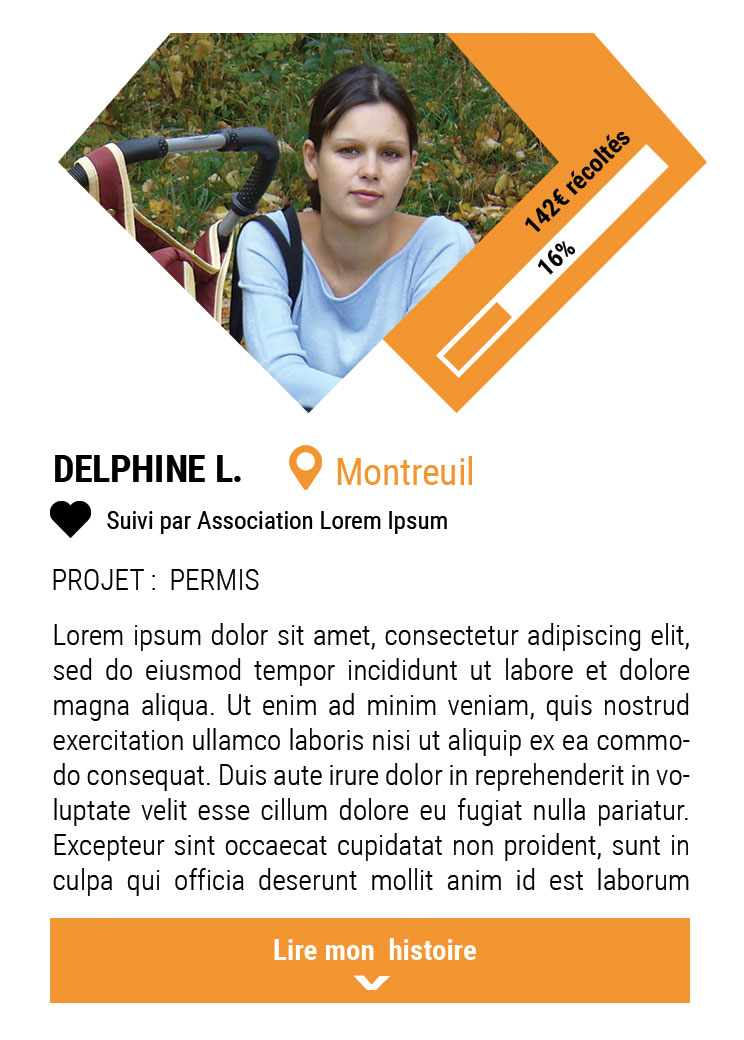 142€ récoltés
16%
DELPHINE L.
Montreuil
Suivi par Association Lorem Ipsum
PROJET : PERMIS
Lorem ipsum dolor sit amet, consectetur adipiscing elit,
sed do eiusmod tempor incididunt ut labore et dolore
magna aliqua. Ut enim ad minim veniam, quis nostrud
exercitation ullamco laboris nisi ut aliquip ex ea commo-
do consequat. Duis aute irure dolor in reprehenderit in vo-
luptate velit esse cillum dolore eu fugiat nulla pariatur.
Excepteur sint occaecat cupidatat non proident, sunt in
culpa qui officia deserunt mollit anim id est laborum
Lire mon histoire